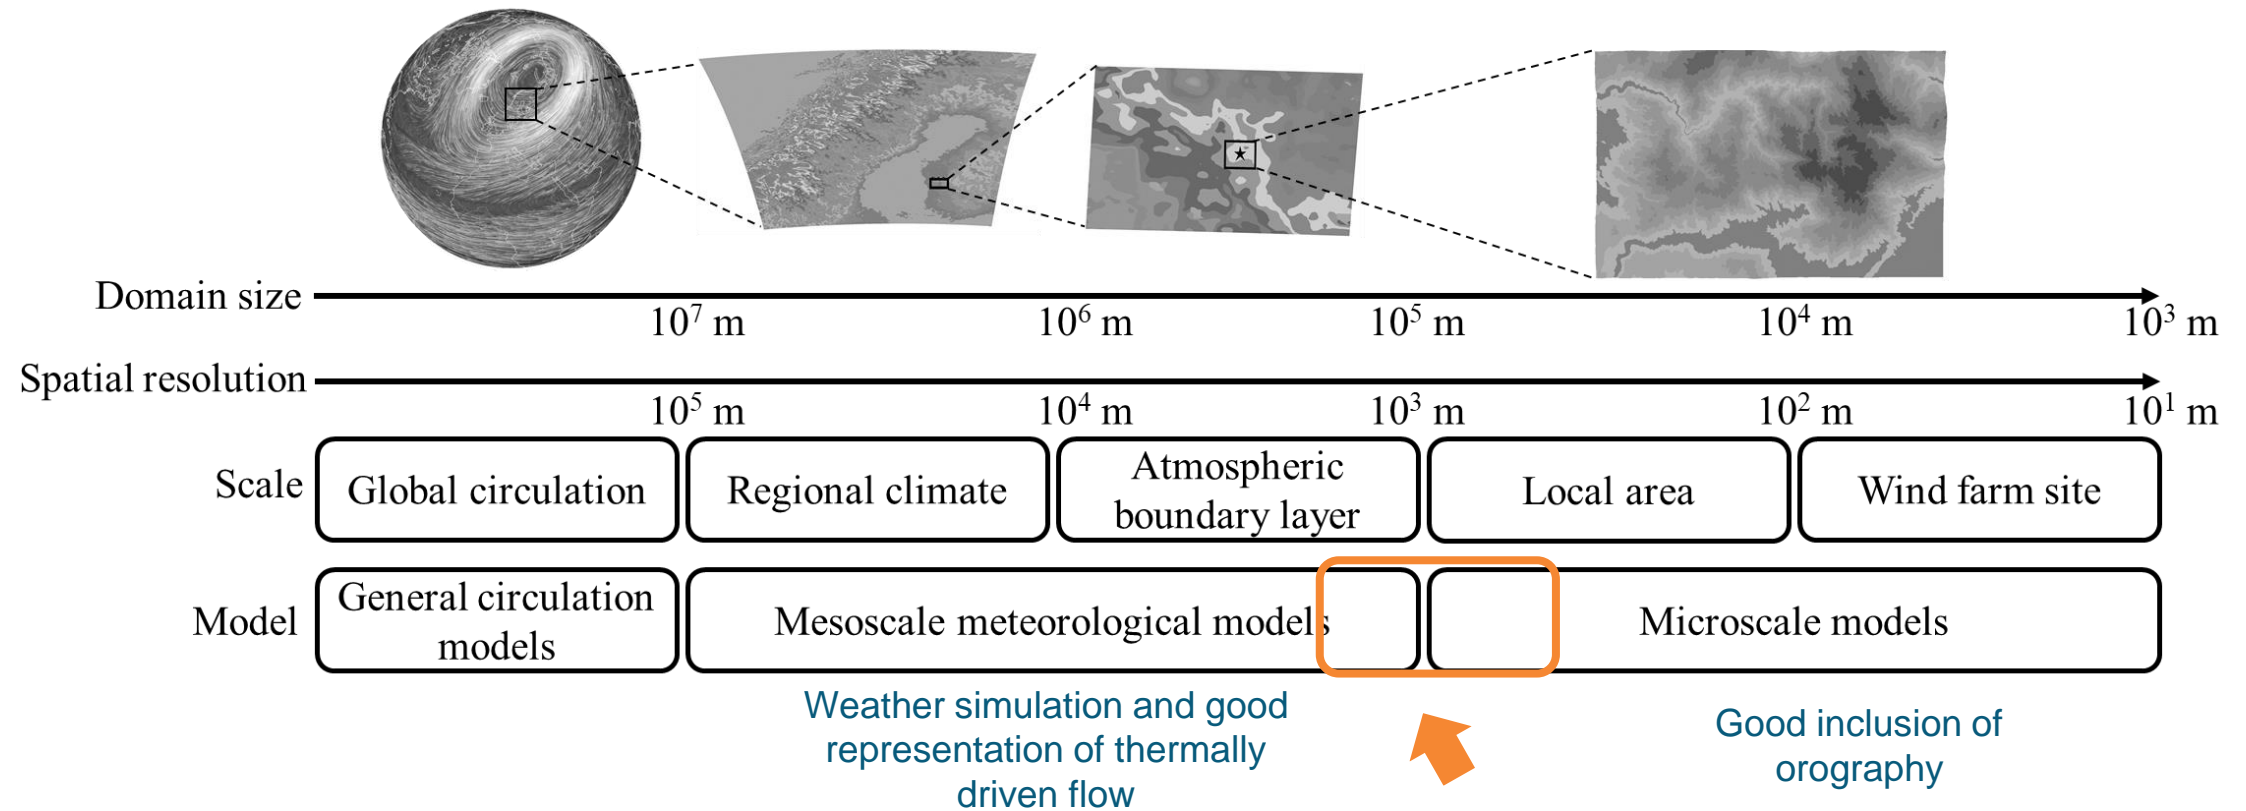 Domain size
10⁷ m
10⁶ m
10⁵ m
10⁴ m
10³ m
Spatial resolution
10⁵ m
10⁴ m
10³ m
10² m
10¹ m
Scale
Global circulation
Regional climate
Atmospheric
boundary layer
Local area
Wind farm site
Model
General circulation
models
Mesoscale meteorological models
Microscale models
Weather simulation and good
representation of thermally
driven flow
Good inclusion of
orography